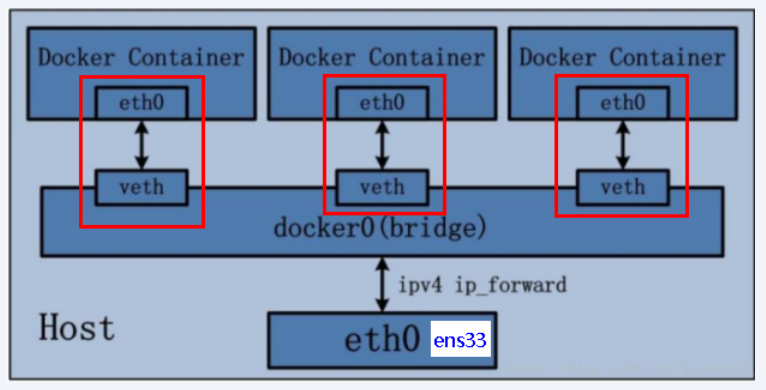 Docker Container Docker Container Docker Container
eth0 eth0 eth0
veth veth veth
docker0(bridge)
ipv4 ip_forward
Host
eth0 ens33